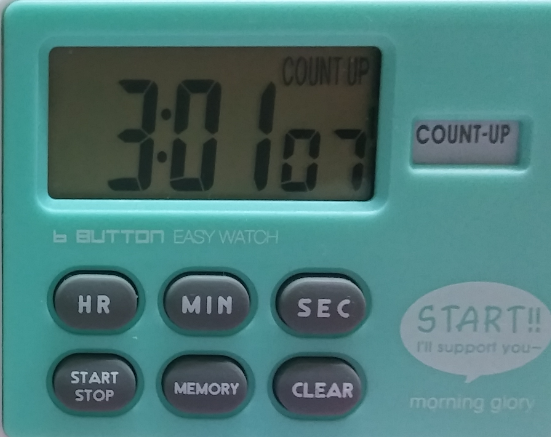 COUNT UP
3:01 07
COUNT-UP
6 BUTTON EASY WATCH
HR MIN SEC
START!!
I'll support you~
START
STOP
MEMORY
CLEAR
morning glory